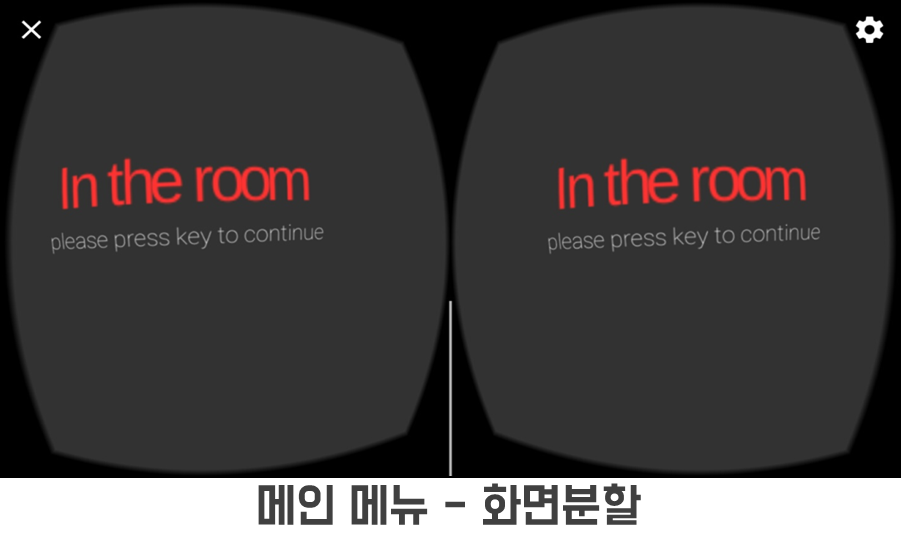 In the room
please press key to continue
In the room
please press key to continue
메인 메뉴 - 화면분할